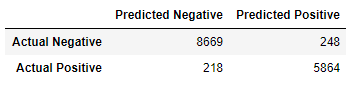 Predicted Negative Predicted Positive
Actual Negative 8669 248
Actual Positive 218 5864